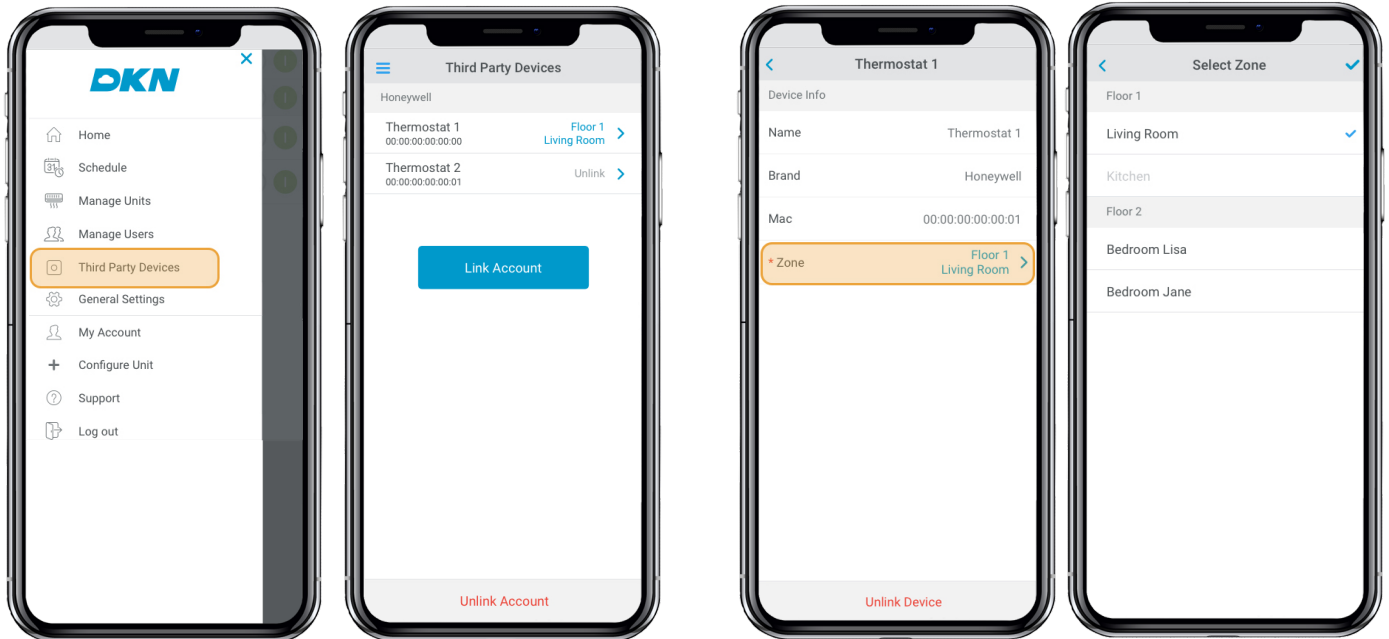 DKN
Home
Schedule
Manage Units
Manage Users
Third Party Devices
General Settings
My Account
Configure Unit
Support
Log out
Third Party Devices
Honeywell
Thermostat 1
00:00:00:00:00:00
Floor 1
Living Room
Thermostat 2
00:00:00:00:00:01
Unlink
Link Account
Unlink Account
Thermostat 1
Device Info
Name Thermostat 1
Brand Honeywell
Mac 00:00:00:00:00:01
* Zone Floor 1
Living Room
Unlink Device
Select Zone
Floor 1
Living Room
Kitchen
Floor 2
Bedroom Lisa
Bedroom Jane